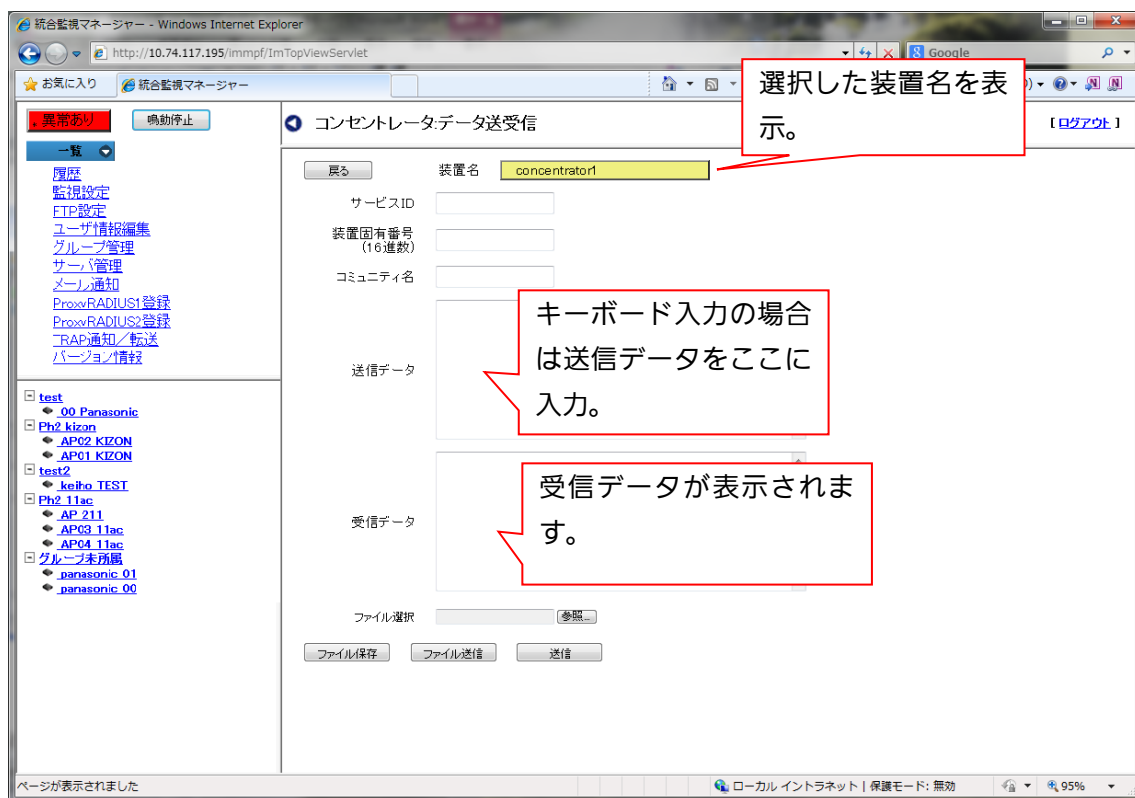 統合監視マネージャー - Windows Internet Explorer
http://10.74.117.195/immpf/ImTopViewServlet
Google
お気に入り
統合監視マネージャー
異常あり
鳴動停止
コンセントレータ:データ送受信
[ログアウト]
選択した装置名を表
示。
一覧
履歴
監視設定
FTP設定
ユーザ情報編集
グループ管理
サーバ管理
メール通知
ProxyRADIUS1登録
ProxyRADIUS2登録
TRAP通知/転送
バージョン情報
test
00 Panasonic
Ph2 kizon
AP02 KIZON
AP01 KIZON
test2
keiho TEST
Ph2 11ac
AP 211
AP03 11ac
AP04 11ac
グループ未所属
panasonic 01
panasonic 00
戻る
装置名
concentrator1
サービスID
装置固有番号
(16進数)
コミュニティ名
送信データ
キーボード入力の場合
は送信データをここに
入力。
受信データ
受信データが表示されま
す。
ファイル選択
参照...
ファイル保存
ファイル送信
送信
ページが表示されました
ローカル イントラネット | 保護モード: 無効
95%